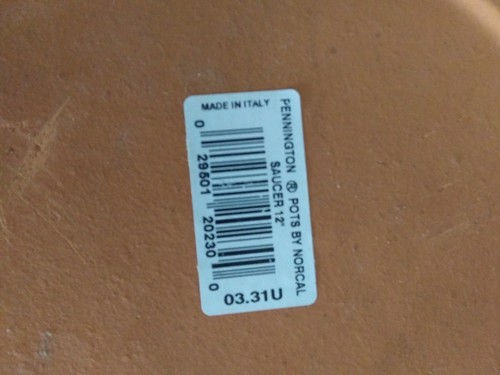 MADE IN ITALY
PENNINGTON ® POTS BY NORCAL
SAUCER 12"
0 29501 20230 0
03.31U